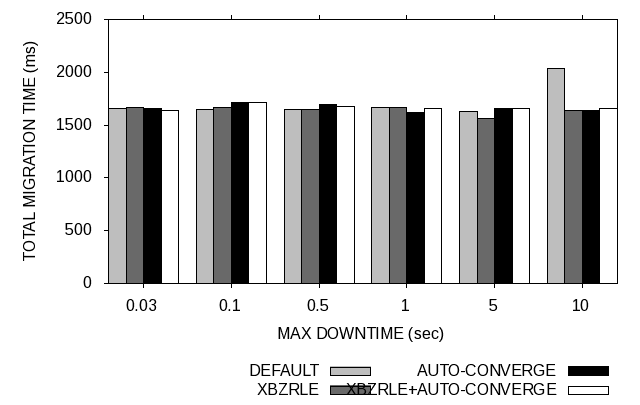 TOTAL MIGRATION TIME (ms)
2500
2000
1500
1000
500
0
0.03 0.1 0.5 1 5 10
MAX DOWNTIME (sec)
DEFAULT AUTO-CONVERGE
XBZRLE XBZRLE+AUTO-CONVERGE